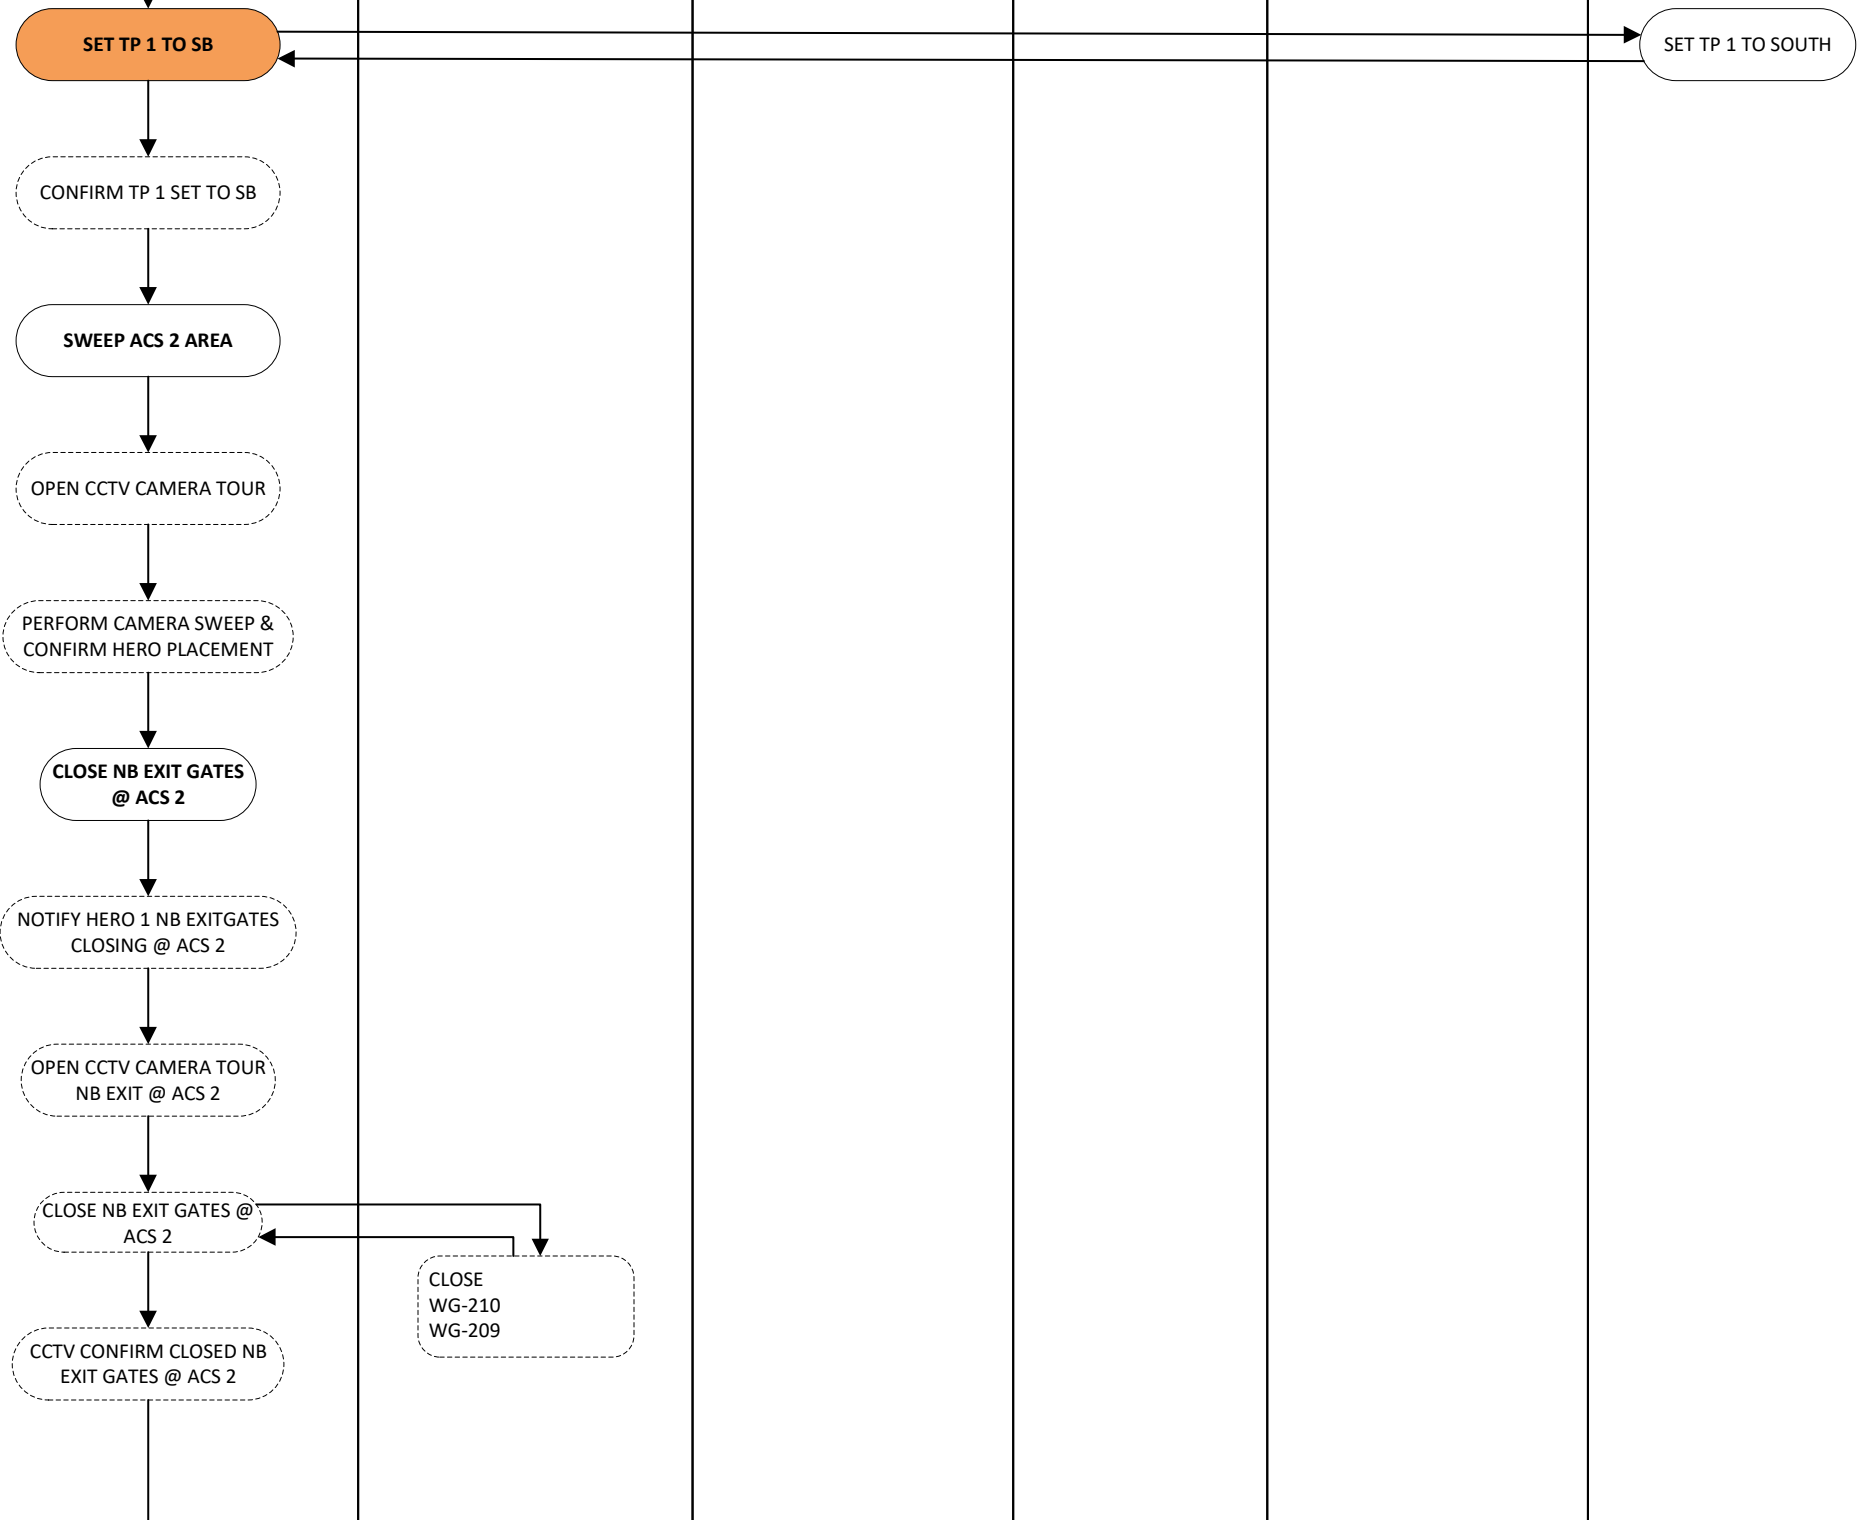 SET TP 1 TO SB
SET TP 1 TO SOUTH
CONFIRM TP 1 SET TO SB
SWEEP ACS 2 AREA
OPEN CCTV CAMERA TOUR
PERFORM CAMERA SWEEP &
CONFIRM HERO PLACEMENT
CLOSE NB EXIT GATES
@ ACS 2
NOTIFY HERO 1 NB EXITGATES
CLOSING @ ACS 2
OPEN CCTV CAMERA TOUR
NB EXIT @ ACS 2
CLOSE NB EXIT GATES @
ACS 2
CLOSE
WG-210
WG-209
CCTV CONFIRM CLOSED NB
EXIT GATES @ ACS 2